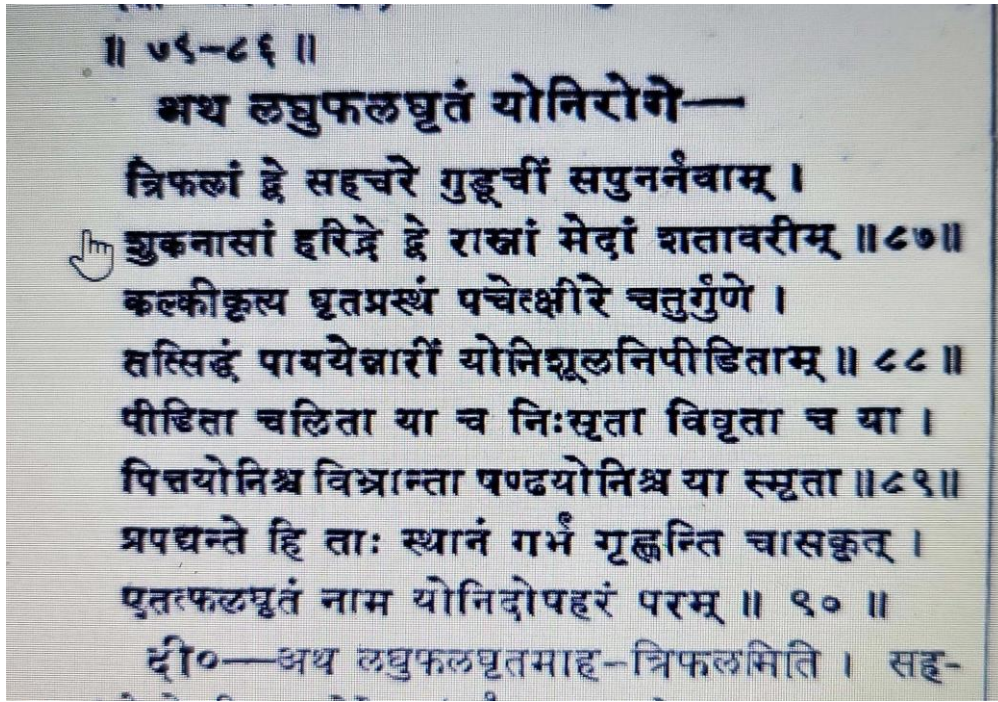 ॥ ७९–८६ ॥
अथ लघुफलघृतं योनिरोगे—
त्रिफलां द्वे सहचरे गुडूचीं सपुनर्नवाम् ।
शुकनासां हरिद्रे द्वे रास्नां मेदां शतावरीम् ॥८७॥
कल्कीकृत्य घृतप्रस्थं पचेत्क्षीरे चतुर्गुणे ।
तत्सिद्धं पाययेन्नारीं योनिशूलनिपीडिताम् ॥ ८८ ॥
पीडिता चलिता या च निःसृता विवृता च या ।
पित्तयोनिश्च विभ्रान्ता षण्ढयोनिश्च या स्मृता ॥८९॥
प्रपद्यन्ते हि ताः स्थानं गर्भं गृह्णन्ति चासकृत् ।
एतत्फलघृतं नाम योनिदोषहरं परम् ॥ ९० ॥
दी०—अथ लघुफलघृतमाह–त्रिफलमिति । सह–